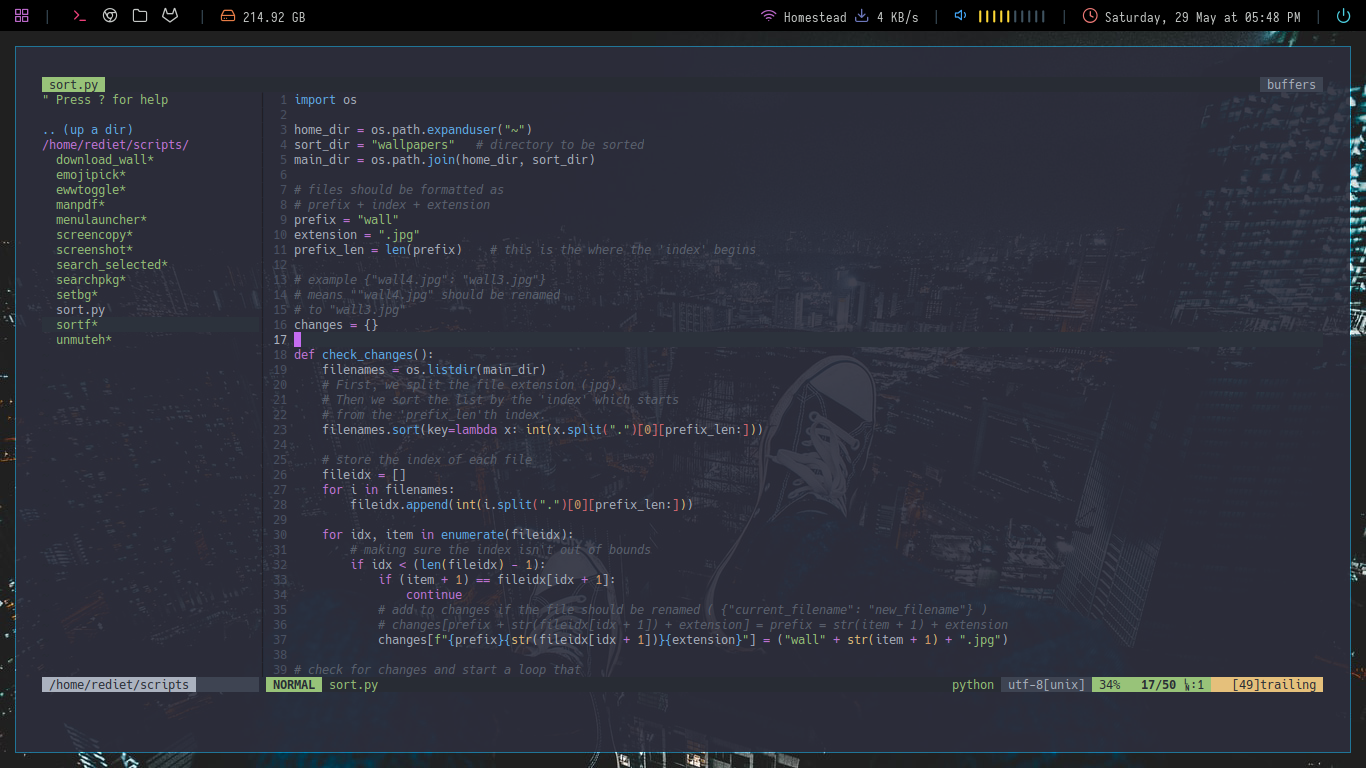 214.92 GB
Homestead 4 KB/s
Saturday, 29 May at 05:48 PM
sort.py
buffers
" Press ? for help
.. (up a dir)
/home/rediet/scripts/
download_wall*
emojipick*
ewwtoggle*
manpdf*
menulauncher*
screencopy*
screenshot*
search_selected*
searchpkg*
setbg*
sort.py
sortf*
unmuteh*
1 import os
2
3 home_dir = os.path.expanduser("~")
4 sort_dir = "wallpapers"   # directory to be sorted
5 main_dir = os.path.join(home_dir, sort_dir)
6
7 # files should be formatted as
8 # prefix + index + extension
9 prefix = "wall"
10 extension = ".jpg"
11 prefix_len = len(prefix)    # this is the where the 'index' begins
12
13 # example {"wall4.jpg": "wall3.jpg"}
14 # means ""wall4.jpg" should be renamed
15 # to "wall3.jpg"
16 changes = {}
17
18 def check_changes():
19     filenames = os.listdir(main_dir)
20     # First, we split the file extension (jpg).
21     # Then we sort the list by the 'index' which starts
22     # from the 'prefix_len'th index.
23     filenames.sort(key=lambda x: int(x.split(".")[0][prefix_len:]))
24
25     # store the index of each file
26     fileidx = []
27     for i in filenames:
28         fileidx.append(int(i.split(".")[0][prefix_len:]))
29
30     for idx, item in enumerate(fileidx):
31         # making sure the index isn't out of bounds
32         if idx < (len(fileidx) - 1):
33             if (item + 1) == fileidx[idx + 1]:
34                 continue
35             # add to changes if the file should be renamed ( {"current_filename": "new_filename"} )
36             # changes[prefix + str(fileidx[idx + 1]) + extension] = prefix = str(item + 1) + extension
37             changes[f"{prefix}{str(fileidx[idx + 1])}{extension}"] = ("wall" + str(item + 1) + ".jpg")
38
39 # check for changes and start a loop that
/home/rediet/scripts
NORMAL sort.py
python utf-8[unix] 34% 17/50 :1 [49]trailing